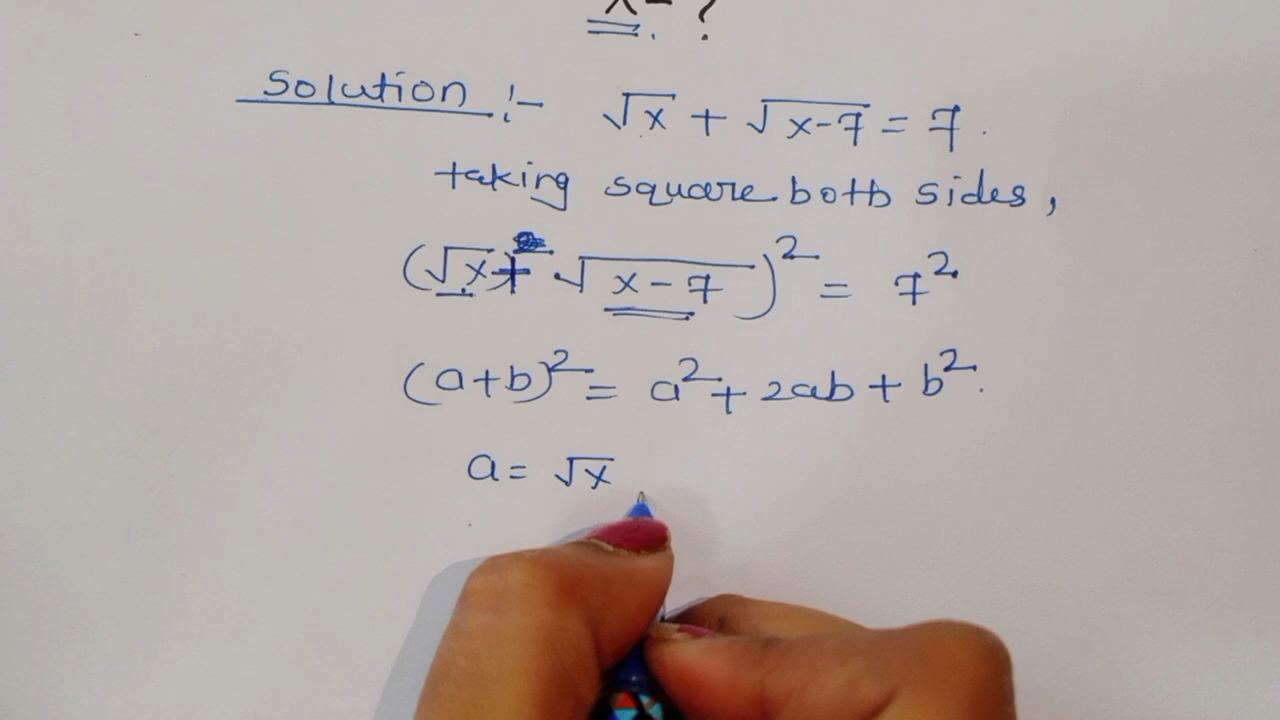 x = ?
Solution :- √x + √x-7 = 7.
taking square both sides,
(√x + √x-7)² = 7²
(a+b)² = a² + 2ab + b².
a = √x